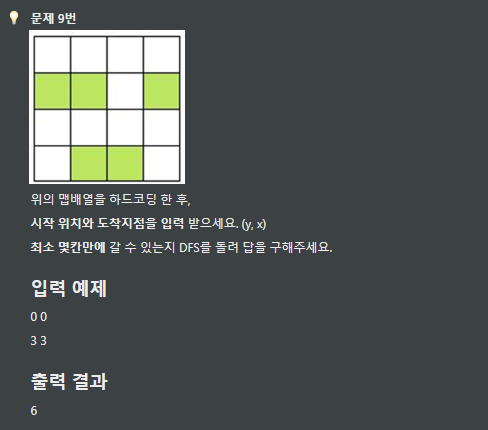 문제 9번
위의 맵배열을 하드코딩 한 후,
시작 위치와 도착지점을 입력 받으세요. (y, x)
최소 몇칸만에 갈 수 있는지 DFS를 돌려 답을 구해주세요.
입력 예제
0 0
3 3
출력 결과
6